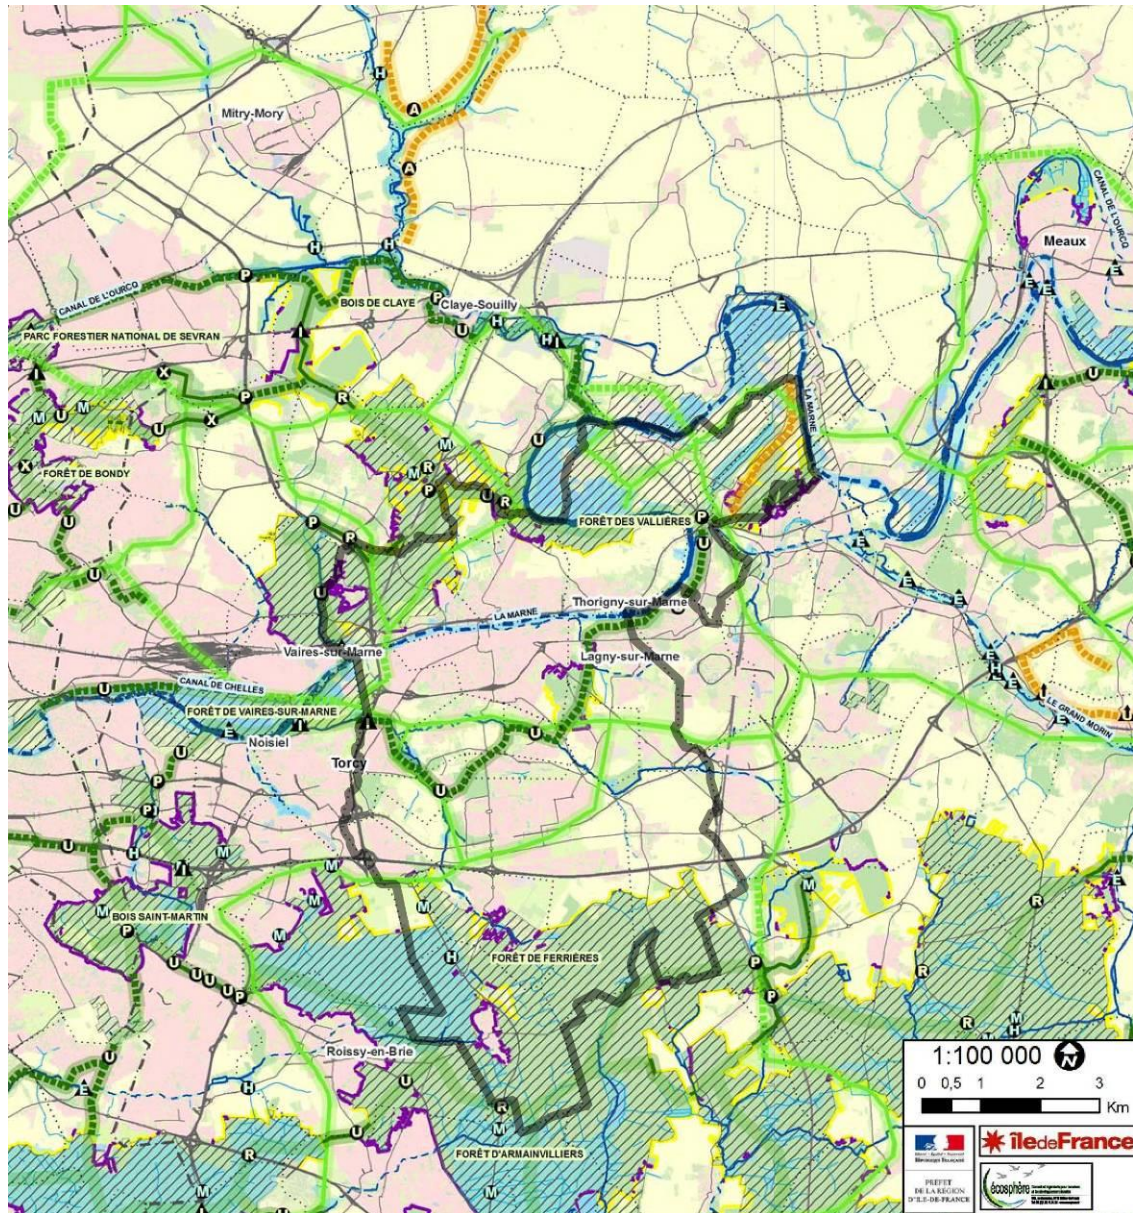 H
A
Mitry-Mory
A
CANAL DE L'OURCQ
H
H
Meaux
P
CANAL DE L'OURCQ
E
E
E
BOIS DE CLAYE
P
Claye-Souilly
E
PARC FORESTIER NATIONAL DE SEVRAN
I
U
H
H
I
I
X
P
R
LA MARNE
I
U
M
U
M
U
X
U
M
X
FORÊT DE BONDY
M
R
P
U
R
U
P
U
R
FORÊT DES VALLIÈRES
P
U
E
U
U
E
E
LA MARNE
Thorigny-sur-Marne
Vaires-sur-Marne
Lagny-sur-Marne
E
H
E
CANAL DE CHELLES
U
FORÊT DE VAIRES-SUR-MARNE
LE GRAND MORIN
E
U
E
I
I
Noisiel
U
U
Torcy
P
U
P
U
H
M
I
M
M
M
M
E
R
M
BOIS SAINT-MARTIN
P
M
U
U
U
U
P
H
FORÊT DE FERRIÈRES
P
R
P
R
M
H
Roissy-en-Brie
U
U
E
H
R
M
U
R
FORÊT D'ARMAINVILLIERS
M
M
I
1:100 000
N
0 0,5 1 2 3
Km
PRÉFET
DE LA RÉGION
D'ILE-DE-FRANCE
îledeFrance
écosphère